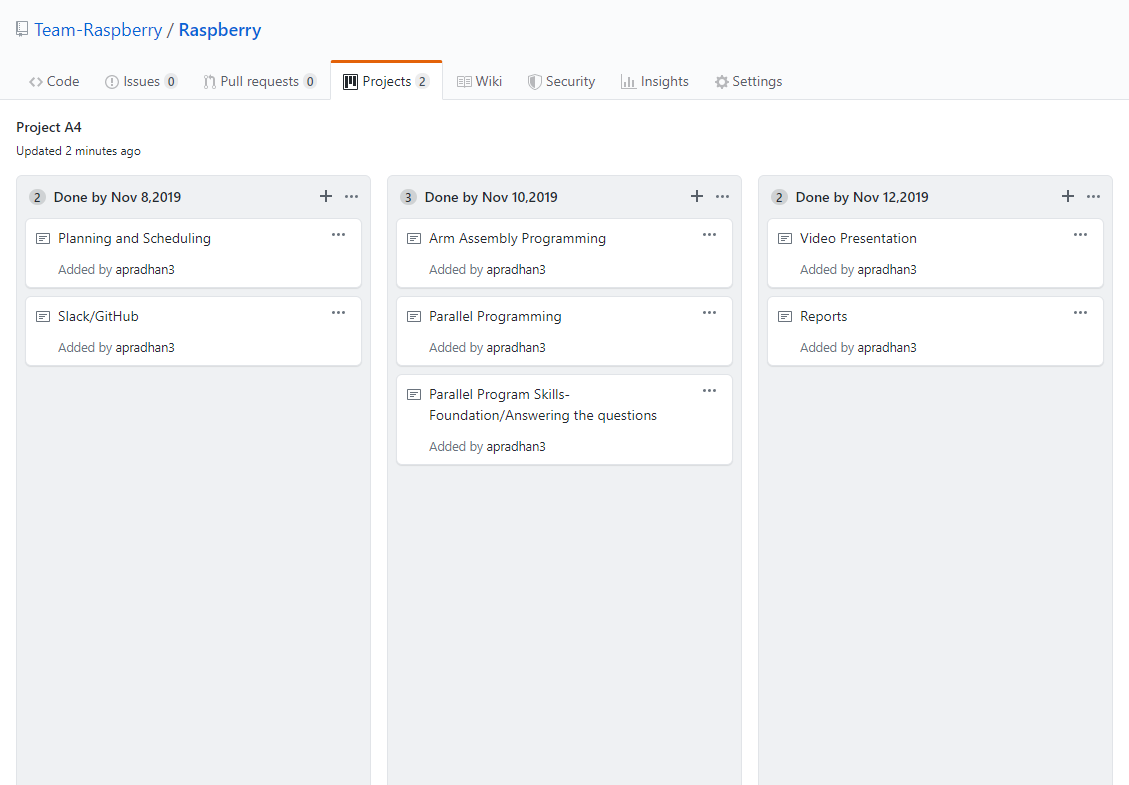 Team-Raspberry / Raspberry
Code Issues 0 Pull requests 0 Projects 2 Wiki Security Insights Settings
Project A4
Updated 2 minutes ago
2 Done by Nov 8,2019
Planning and Scheduling
Added by apradhan3
Slack/GitHub
Added by apradhan3
3 Done by Nov 10,2019
Arm Assembly Programming
Added by apradhan3
Parallel Programming
Added by apradhan3
Parallel Program Skills-
Foundation/Answering the questions
Added by apradhan3
2 Done by Nov 12,2019
Video Presentation
Added by apradhan3
Reports
Added by apradhan3